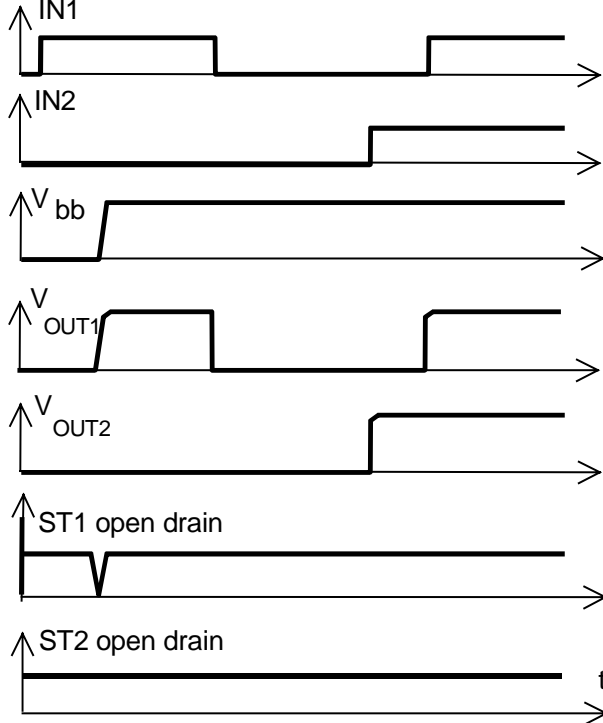 IN1
IN2
V bb
V OUT1
V OUT2
ST1 open drain
ST2 open drain
t